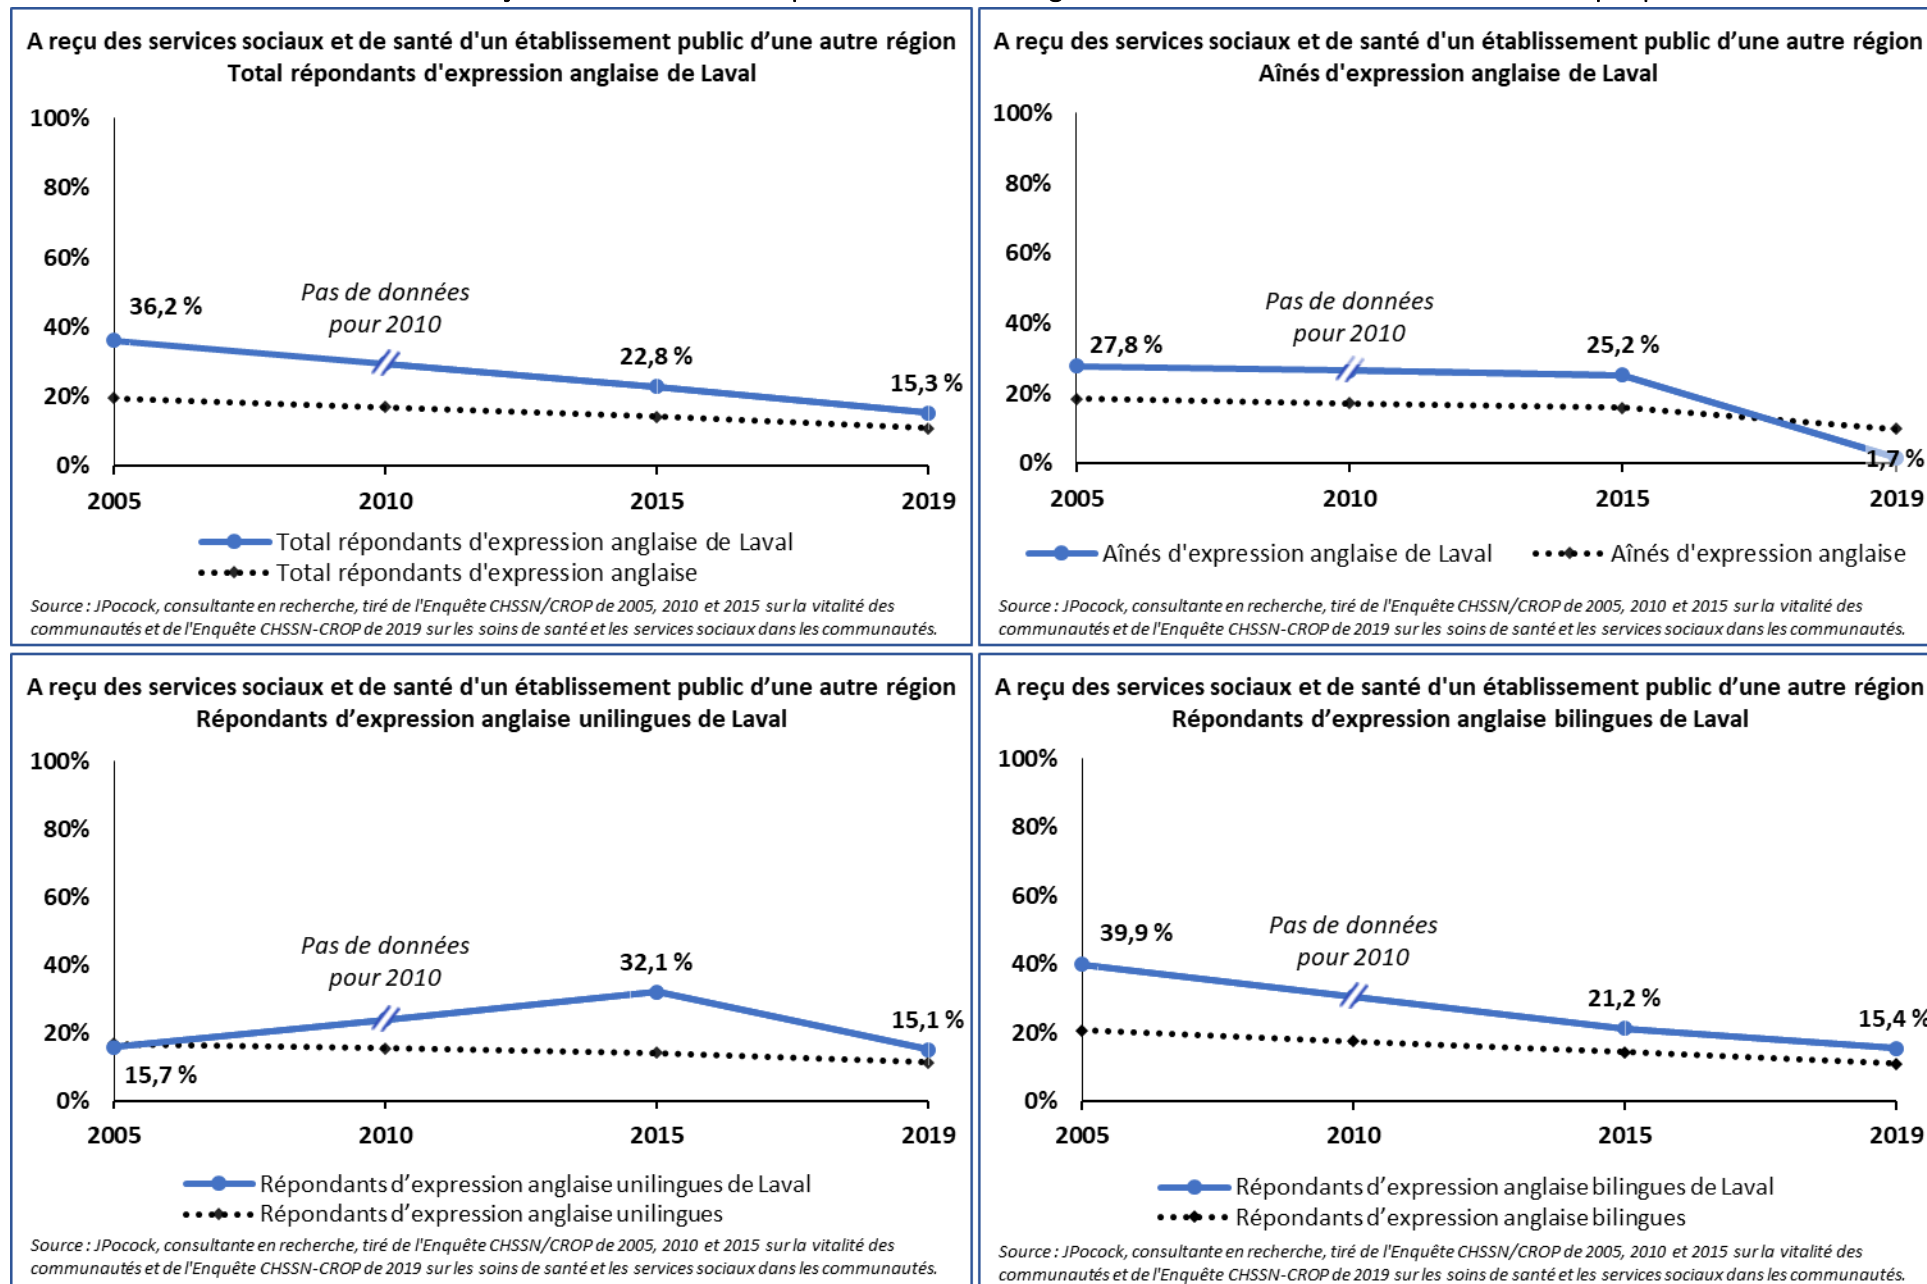 A reçu des services sociaux et de santé d'un établissement public d’une autre région
Total répondants d'expression anglaise de Laval
100%
80%
60%
40%
20%
0%
36,2 %
Pas de données
pour 2010
22,8 %
15,3 %
2005 2010 2015 2019
Total répondants d'expression anglaise de Laval
Total répondants d'expression anglaise
Source : JPocock, consultante en recherche, tiré de l'Enquête CHSSN/CROP de 2005, 2010 et 2015 sur la vitalité des
communautés et de l'Enquête CHSSN-CROP de 2019 sur les soins de santé et les services sociaux dans les communautés.
A reçu des services sociaux et de santé d'un établissement public d’une autre région
Aînés d'expression anglaise de Laval
100%
80%
60%
40%
20%
0%
27,8 %
Pas de données
pour 2010
25,2 %
1,7 %
2005 2010 2015 2019
Aînés d'expression anglaise de Laval Aînés d'expression anglaise
Source : JPocock, consultante en recherche, tiré de l'Enquête CHSSN/CROP de 2005, 2010 et 2015 sur la vitalité des
communautés et de l'Enquête CHSSN-CROP de 2019 sur les soins de santé et les services sociaux dans les communautés.
A reçu des services sociaux et de santé d'un établissement public d’une autre région
Répondants d’expression anglaise unilingues de Laval
100%
80%
60%
40%
20%
0%
15,7 %
Pas de données
pour 2010
32,1 %
15,1 %
2005 2010 2015 2019
Répondants d’expression anglaise unilingues de Laval
Répondants d’expression anglaise unilingues
Source : JPocock, consultante en recherche, tiré de l'Enquête CHSSN/CROP de 2005, 2010 et 2015 sur la vitalité des
communautés et de l'Enquête CHSSN-CROP de 2019 sur les soins de santé et les services sociaux dans les communautés.
A reçu des services sociaux et de santé d'un établissement public d’une autre région
Répondants d’expression anglaise bilingues de Laval
100%
80%
60%
40%
20%
0%
39,9 %
Pas de données
pour 2010
21,2 %
15,4 %
2005 2010 2015 2019
Répondants d’expression anglaise bilingues de Laval
Répondants d’expression anglaise bilingues
Source : JPocock, consultante en recherche, tiré de l'Enquête CHSSN/CROP de 2005, 2010 et 2015 sur la vitalité des
communautés et de l'Enquête CHSSN-CROP de 2019 sur les soins de santé et les services sociaux dans les communautés.